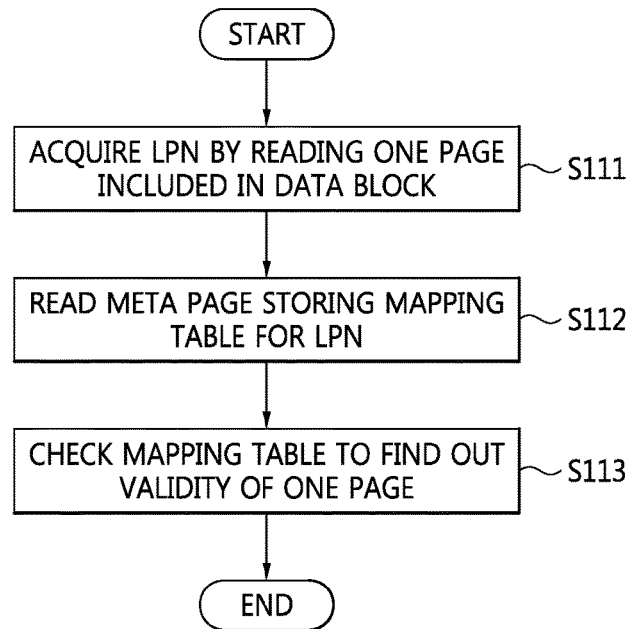 START
ACQUIRE LPN BY READING ONE PAGE
INCLUDED IN DATA BLOCK
S111
READ META PAGE STORING MAPPING
TABLE FOR LPN
S112
CHECK MAPPING TABLE TO FIND OUT
VALIDITY OF ONE PAGE
S113
END